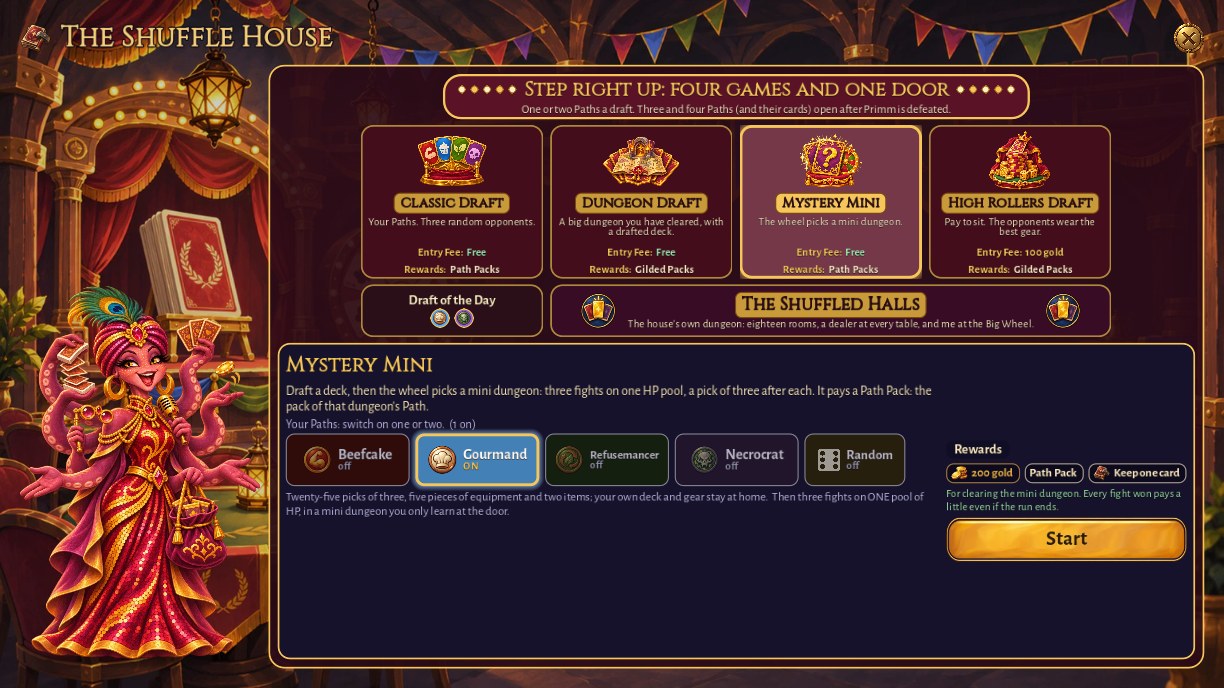 The Shuffle House
Step right up: four games and one door
One or two Paths a draft. Three and four Paths (and their cards) open after Primm is defeated.
Classic Draft
Your Paths. Three random opponents.
Entry Fee: Free
Rewards: Path Packs
Dungeon Draft
A big dungeon you have cleared, with
a drafted deck.
Entry Fee: Free
Rewards: Gilded Packs
?
Mystery Mini
The wheel picks a mini dungeon.
Entry Fee: Free
Rewards: Path Packs
High Rollers Draft
Pay to sit. The opponents wear the
best gear.
Entry Fee: 100 gold
Rewards: Gilded Packs
Draft of the Day
The Shuffled Halls
The house's own dungeon: eighteen rooms, a dealer at every table, and me at the Big Wheel.
Mystery Mini
Draft a deck, then the wheel picks a mini dungeon: three fights on one HP pool, a pick of three after each. It pays a Path Pack: the
pack of that dungeon's Path.
Your Paths: switch on one or two. (1 on)
Beefcake
off
Gourmand
ON
Refusemancer
off
Necrocrat
off
Random
off
Twenty-five picks of three, five pieces of equipment and two items; your own deck and gear stay at home. Then three fights on ONE pool of
HP, in a mini dungeon you only learn at the door.
Rewards
200 gold
Path Pack
Keep one card
For clearing the mini dungeon. Every fight won pays a
little even if the run ends.
Start